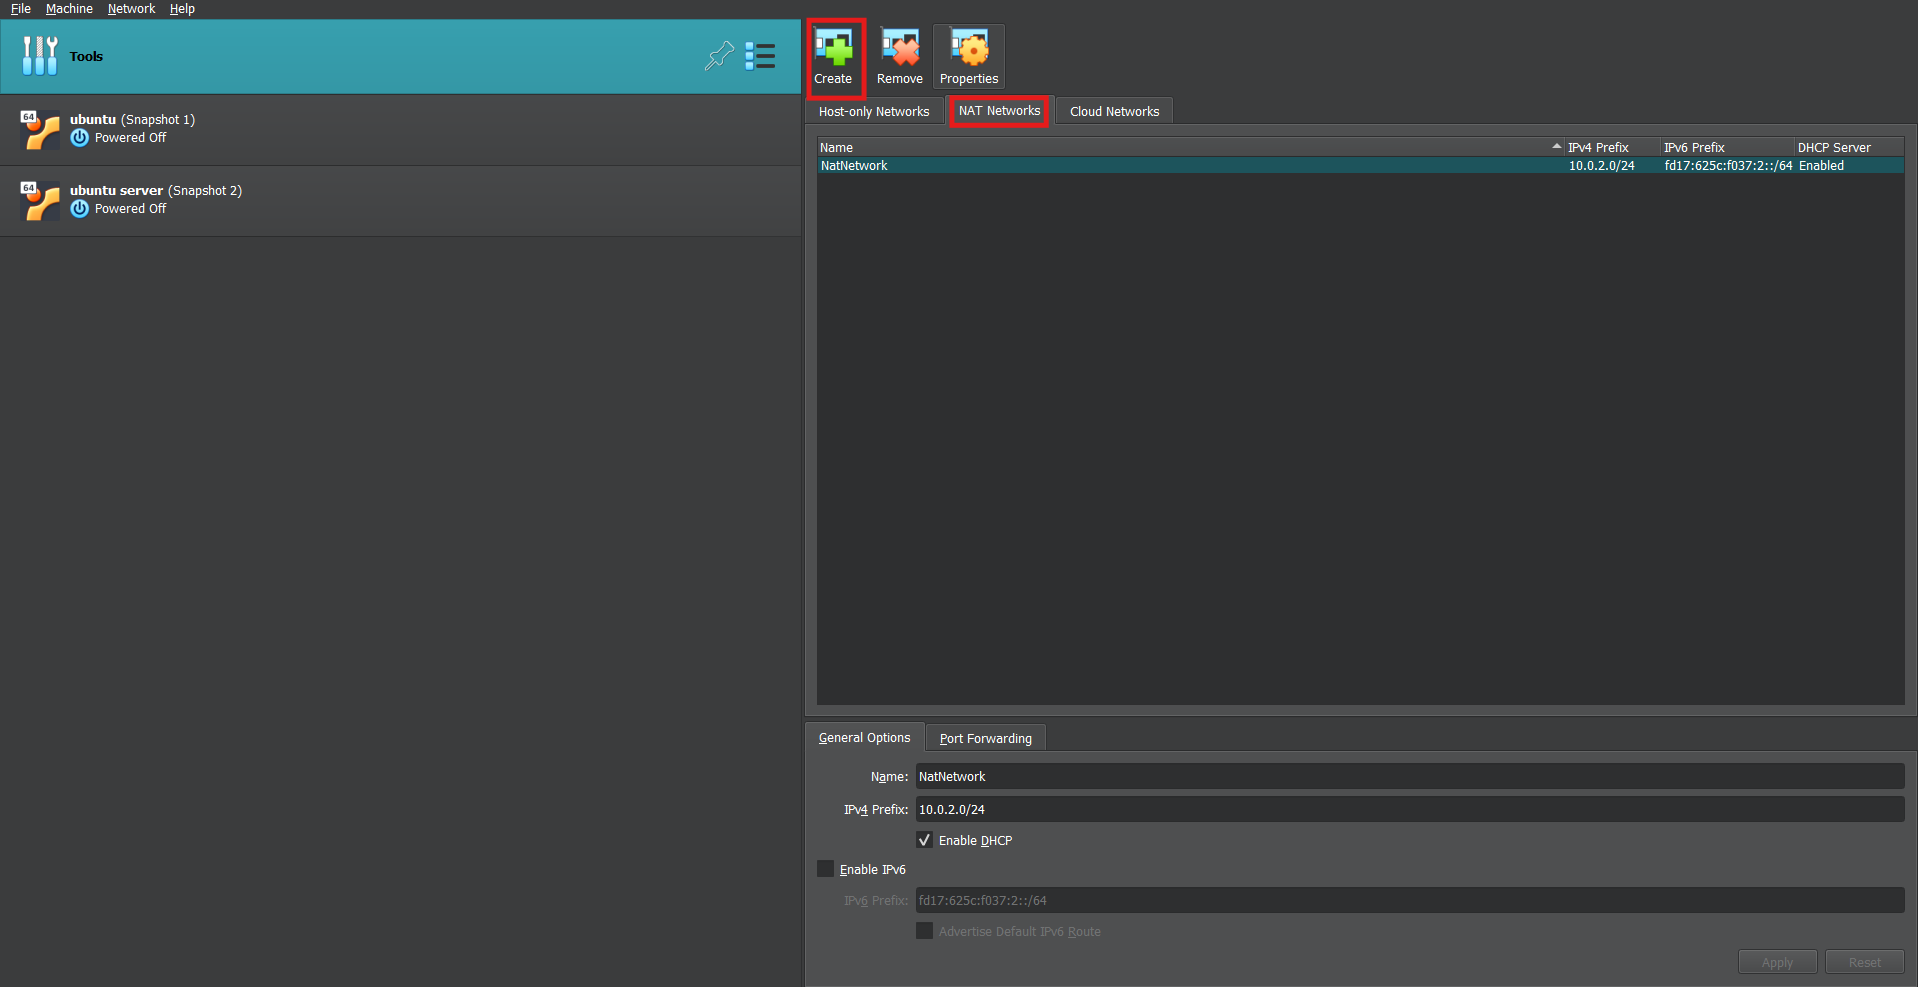 File Machine Network Help
Tools
64 ubuntu (Snapshot 1)
Powered Off
64 ubuntu server (Snapshot 2)
Powered Off
Create Remove Properties
Host-only Networks NAT Networks Cloud Networks
Name IPv4 Prefix IPv6 Prefix DHCP Server
NatNetwork 10.0.2.0/24 fd17:625c:f037:2::/64 Enabled
General Options Port Forwarding
Name: NatNetwork
IPv4 Prefix: 10.0.2.0/24
Enable DHCP
Enable IPv6
IPv6 Prefix: fd17:625c:f037:2::/64
Advertise Default IPv6 Route
Apply Reset